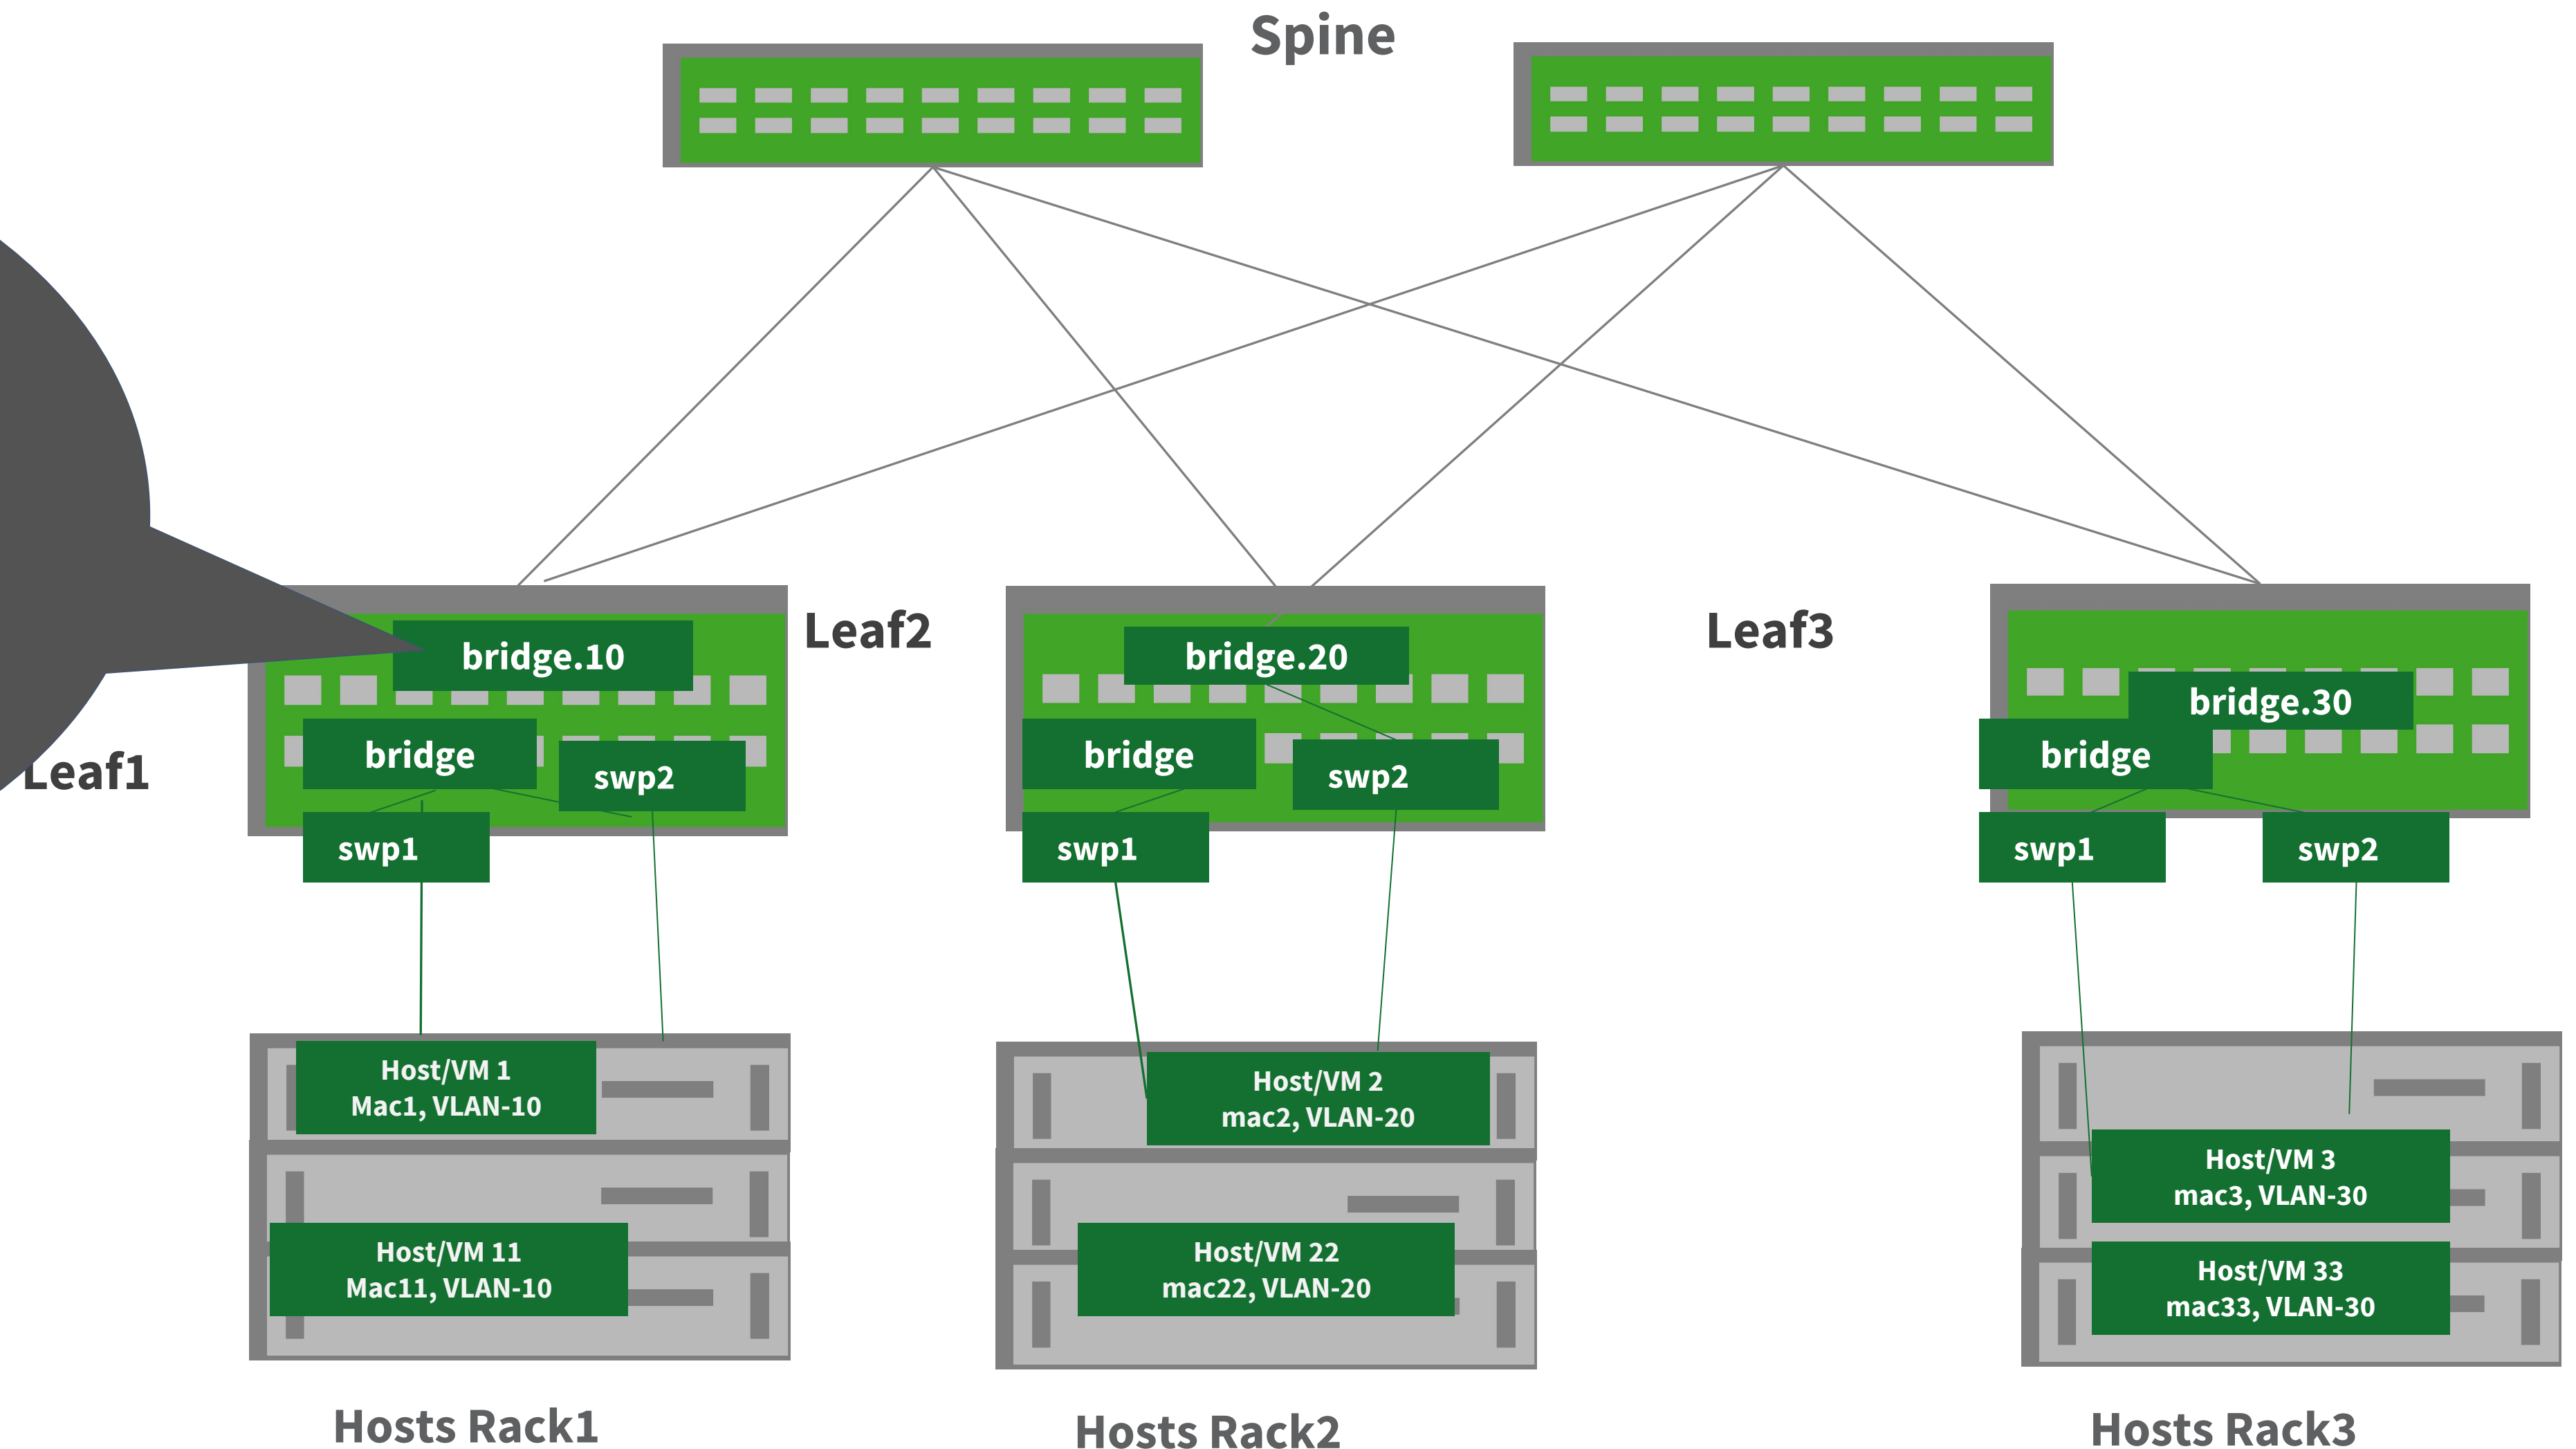 Spine
Leaf1
bridge.10
bridge
swp2
swp1
Leaf2
bridge.20
bridge
swp2
swp1
Leaf3
bridge.30
bridge
swp1
swp2
Host/VM 1
Mac1, VLAN-10
Host/VM 11
Mac11, VLAN-10
Hosts Rack1
Host/VM 2
mac2, VLAN-20
Host/VM 22
mac22, VLAN-20
Hosts Rack2
Host/VM 3
mac3, VLAN-30
Host/VM 33
mac33, VLAN-30
Hosts Rack3